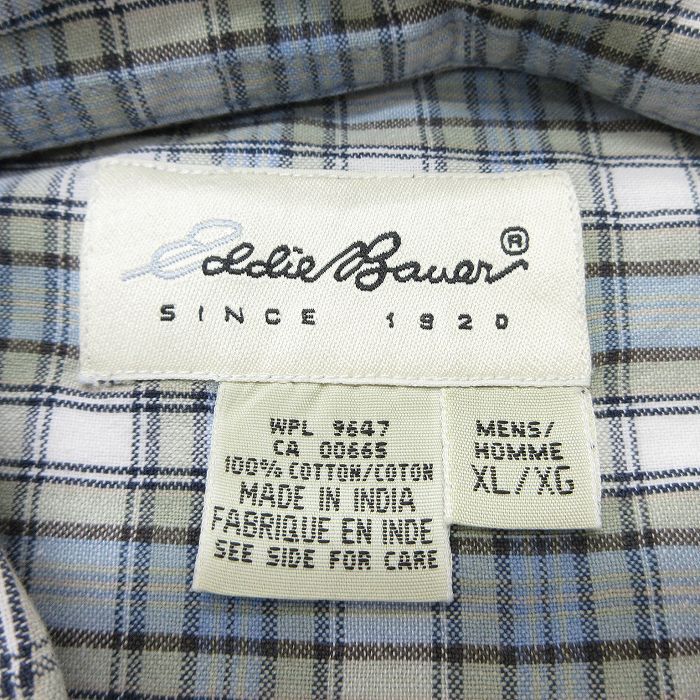 Eddie Bauer ®
SINCE 1920
WPL 9647
CA 00665
100% COTTON/COTON
MADE IN INDIA
FABRIQUE EN INDE
SEE SIDE FOR CARE
MENS/
HOMME
XL/XG